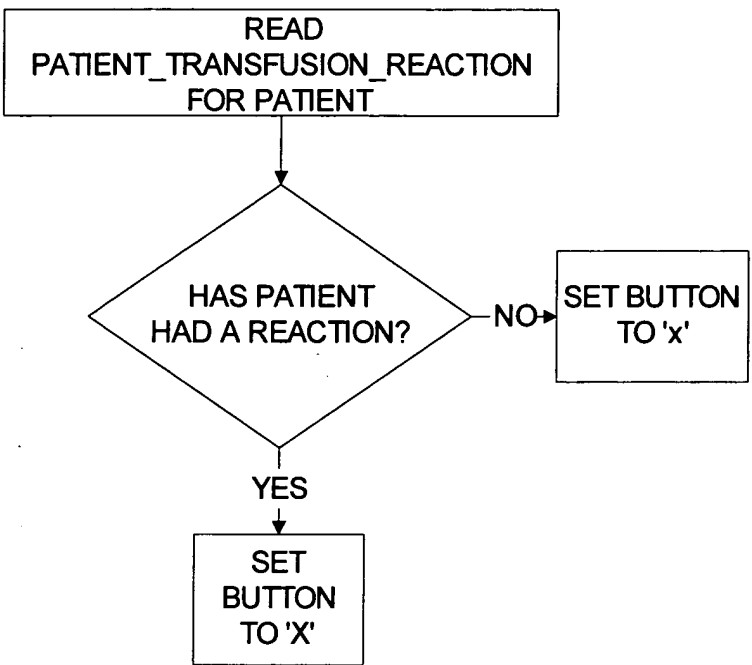 READ
PATIENT_TRANSFUSION_REACTION
FOR PATIENT
HAS PATIENT
HAD A REACTION?
NO
SET BUTTON
TO 'x'
YES
SET
BUTTON
TO 'X'